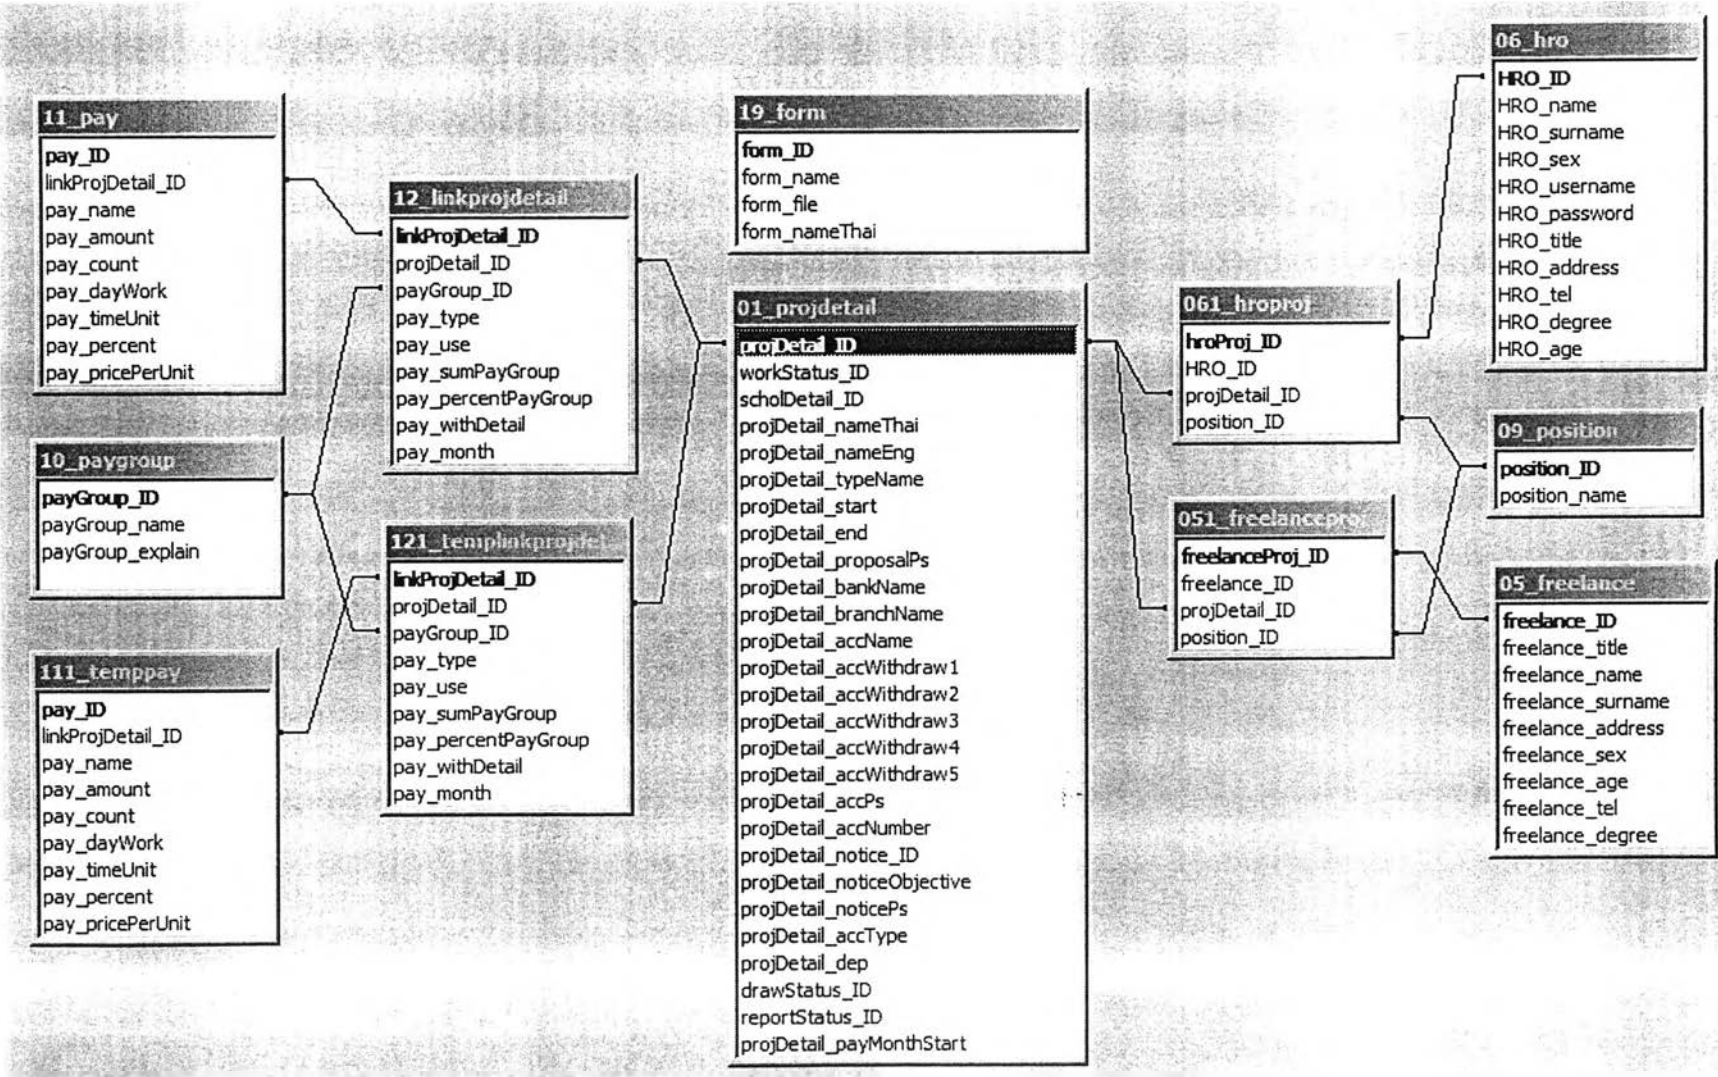 11_pay
pay_ID
linkProjDetail_ID
pay_name
pay_amount
pay_count
pay_dayWork
pay_timeUnit
pay_percent
pay_pricePerUnit
10_paygroup
payGroup_ID
payGroup_name
payGroup_explain
111_temppay
pay_ID
linkProjDetail_ID
pay_name
pay_amount
pay_count
pay_dayWork
pay_timeUnit
pay_percent
pay_pricePerUnit
12_linkprojdetail
linkProjDetail_ID
projDetail_ID
payGroup_ID
pay_type
pay_use
pay_sumPayGroup
pay_percentPayGroup
pay_withDetail
pay_month
121_templinkprojdet
linkProjDetail_ID
projDetail_ID
payGroup_ID
pay_type
pay_use
pay_sumPayGroup
pay_percentPayGroup
pay_withDetail
pay_month
19_form
form_ID
form_name
form_file
form_nameThai
01_projdetail
projDetail_ID
workStatus_ID
scholDetail_ID
projDetail_nameThai
projDetail_nameEng
projDetail_typeName
projDetail_start
projDetail_end
projDetail_proposalPs
projDetail_bankName
projDetail_branchName
projDetail_accName
projDetail_accWithdraw1
projDetail_accWithdraw2
projDetail_accWithdraw3
projDetail_accWithdraw4
projDetail_accWithdraw5
projDetail_accPs
projDetail_accNumber
projDetail_notice_ID
projDetail_noticeObjective
projDetail_noticePs
projDetail_accType
projDetail_dep
drawStatus_ID
reportStatus_ID
projDetail_payMonthStart
061_hroproj
hroProj_ID
HRO_ID
projDetail_ID
position_ID
051_freelanceproj
freelanceProj_ID
freelance_ID
projDetail_ID
position_ID
06_hro
HRO_ID
HRO_name
HRO_surname
HRO_sex
HRO_username
HRO_password
HRO_title
HRO_address
HRO_tel
HRO_degree
HRO_age
09_position
position_ID
position_name
05_freelance
freelance_ID
freelance_title
freelance_name
freelance_surname
freelance_address
freelance_sex
freelance_age
freelance_tel
freelance_degree